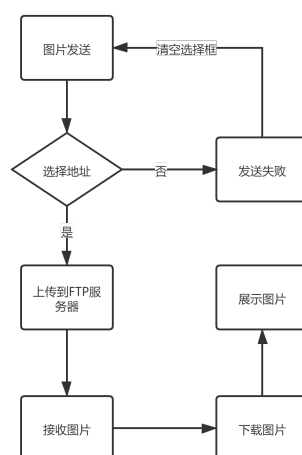 图片发送
清空选择框
选择地址
否
发送失败
是
上传到FTP服
务器
展示图片
接收图片
下载图片